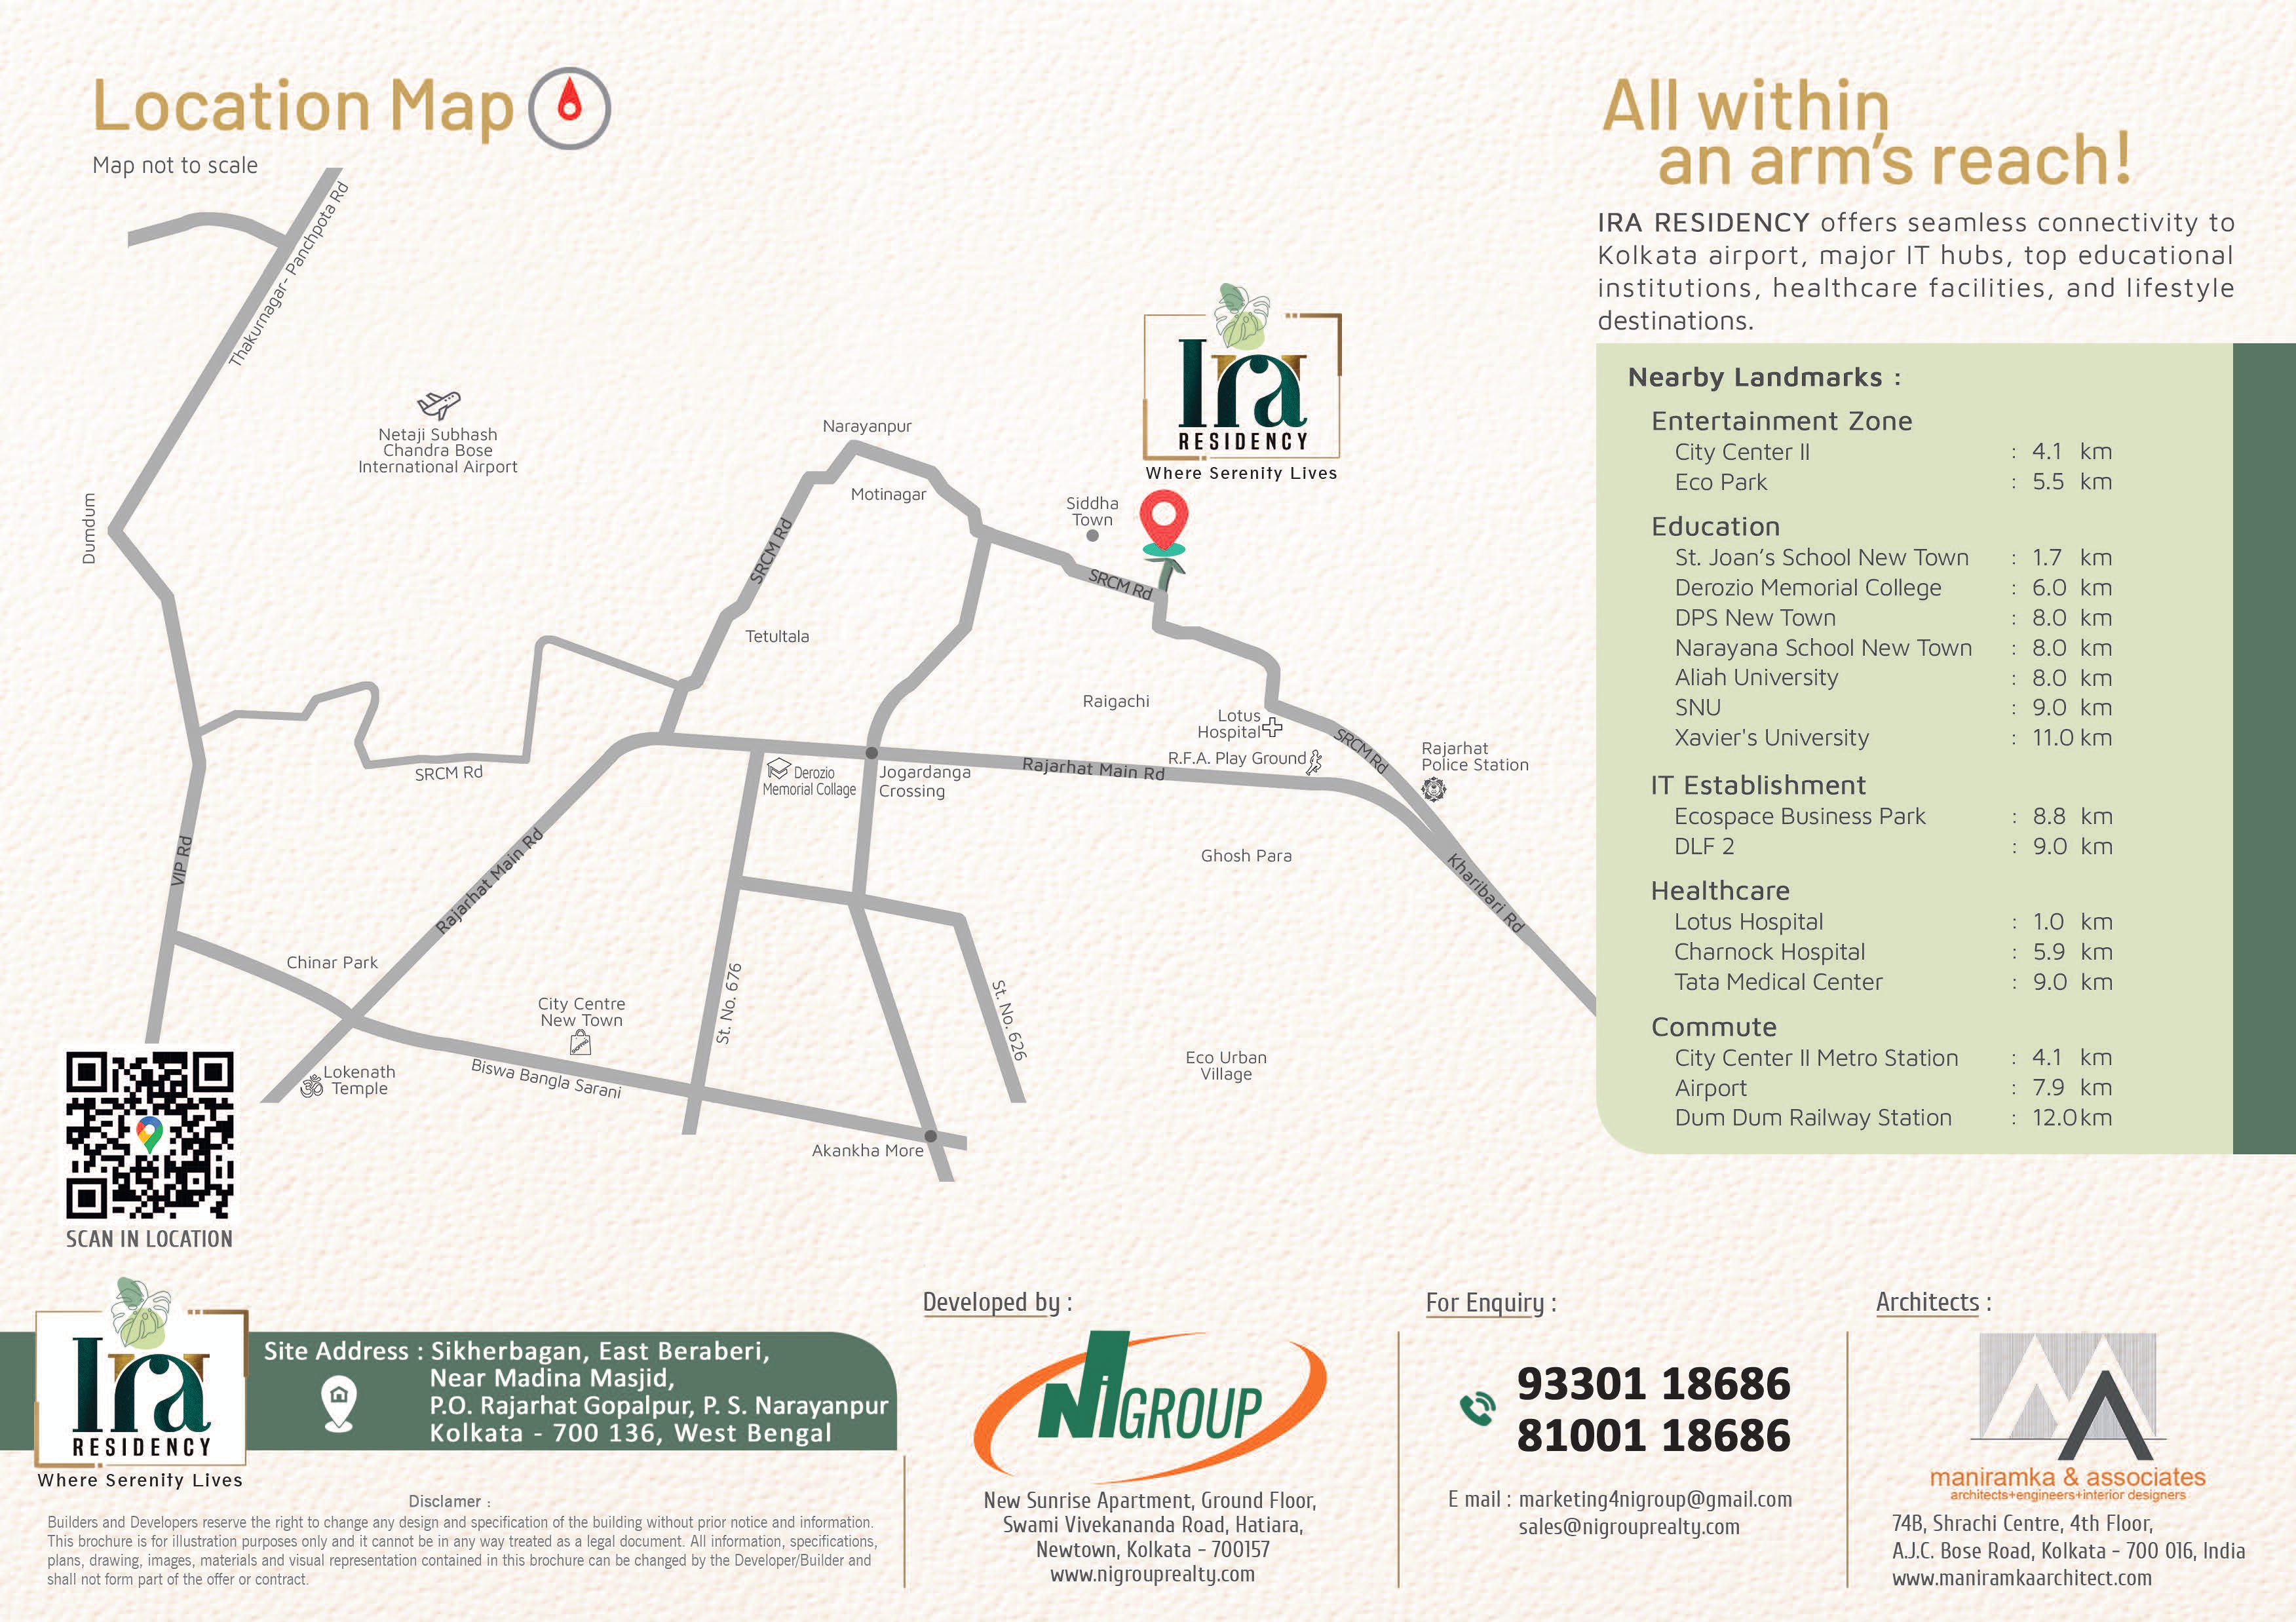 Location Map
Map not to scale
Thakurnagar- Panchpota Rd
Netaji Subhash
Chandra Bose
International Airport
Dumdum
Narayanpur
Motinagar
SRCM Rd
Tetultala
Siddha
Town
Ira
RESIDENCY
Where Serenity Lives
SRCM Rd
Raigachi
Lotus
Hospital
R.F.A. Play Ground
SRCM Rd
Rajarhat
Police Station
SRCM Rd
Derozio
Memorial Collage
Jogardanga
Crossing
Rajarhat Main Rd
VIP Rd
Rajarhat Main Rd
Ghosh Para
Kharibari Rd
Chinar Park
City Centre
New Town
St. No. 676
St. No. 626
Lokenath
Temple
Biswa Bangla Sarani
Eco Urban
Village
Akankha More
SCAN IN LOCATION
All within
an arm's reach!
IRA RESIDENCY offers seamless connectivity to
Kolkata airport, major IT hubs, top educational
institutions, healthcare facilities, and lifestyle
destinations.
Nearby Landmarks :
Entertainment Zone
City Center II : 4.1 km
Eco Park : 5.5 km
Education
St. Joan's School New Town : 1.7 km
Derozio Memorial College : 6.0 km
DPS New Town : 8.0 km
Narayana School New Town : 8.0 km
Aliah University : 8.0 km
SNU : 9.0 km
Xavier's University : 11.0 km
IT Establishment
Ecospace Business Park : 8.8 km
DLF 2 : 9.0 km
Healthcare
Lotus Hospital : 1.0 km
Charnock Hospital : 5.9 km
Tata Medical Center : 9.0 km
Commute
City Center II Metro Station : 4.1 km
Airport : 7.9 km
Dum Dum Railway Station : 12.0 km
Ira
RESIDENCY
Where Serenity Lives
Site Address : Sikherbagan, East Beraberi,
Near Madina Masjid,
P.O. Rajarhat Gopalpur, P. S. Narayanpur
Kolkata - 700 136, West Bengal
Disclamer :
Builders and Developers reserve the right to change any design and specification of the building without prior notice and information.
This brochure is for illustration purposes only and it cannot be in any way treated as a legal document. All information, specifications,
plans, drawing, images, materials and visual representation contained in this brochure can be changed by the Developer/Builder and
shall not form part of the offer or contract.
Developed by :
NiGROUP
New Sunrise Apartment, Ground Floor,
Swami Vivekananda Road, Hatiara,
Newtown, Kolkata - 700157
www.nigrouprealty.com
For Enquiry :
93301 18686
81001 18686
E mail : marketing4nigroup@gmail.com
sales@nigrouprealty.com
Architects :
maniramka & associates
architects+engineers+interior designers
74B, Shrachi Centre, 4th Floor,
A.J.C. Bose Road, Kolkata - 700 016, India
www.maniramkaarchitect.com